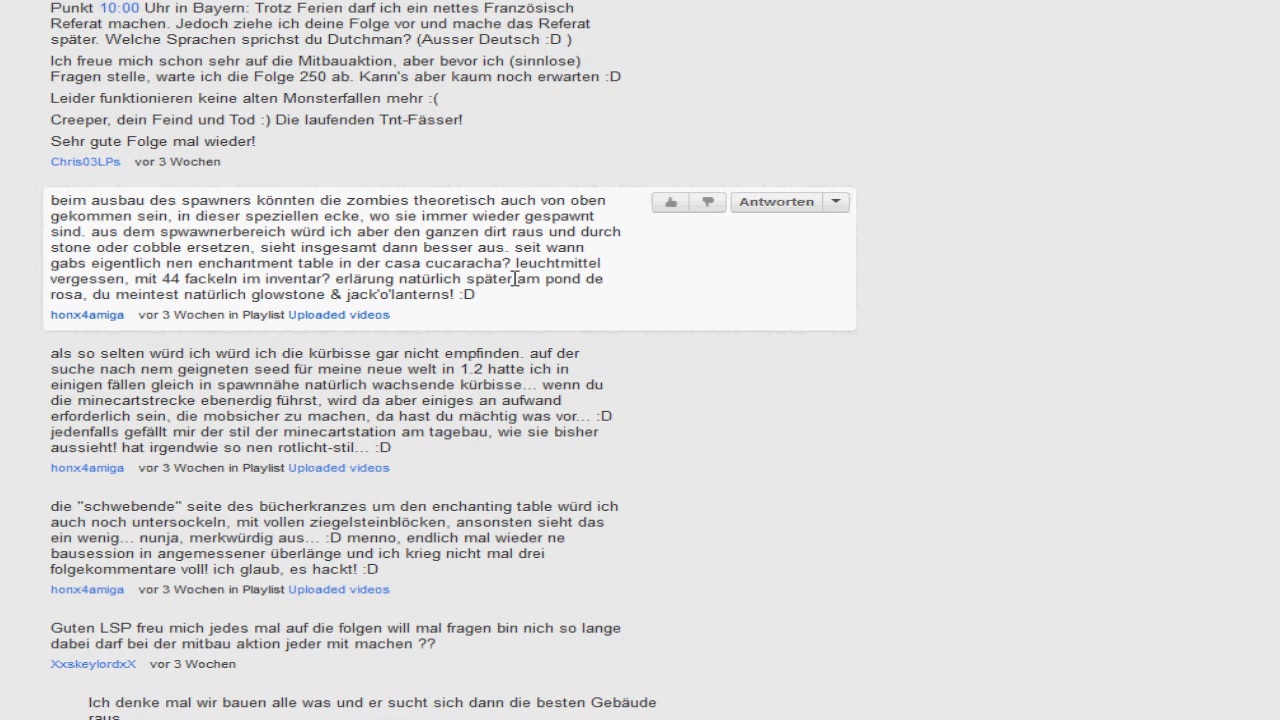 Punkt 10:00 Uhr in Bayern: Trotz Ferien darf ich ein nettes Französisch
Referat machen. Jedoch ziehe ich deine Folge vor und mache das Referat
später. Welche Sprachen sprichst du Dutchman? (Ausser Deutsch :D )
Ich freue mich schon sehr auf die Mitbauaktion, aber bevor ich (sinnlose)
Fragen stelle, warte ich die Folge 250 ab. Kann's aber kaum noch erwarten :D
Leider funktionieren keine alten Monsterfallen mehr :(
Creeper, dein Feind und Tod :) Die laufenden Tnt-Fässer!
Sehr gute Folge mal wieder!
Chris03LPs vor 3 Wochen
beim ausbau des spawners könnten die zombies theoretisch auch von oben
gekommen sein, in dieser speziellen ecke, wo sie immer wieder gespawnt
sind. aus dem spwawnerbereich würd ich aber den ganzen dirt raus und durch
stone oder cobble ersetzen, sieht insgesamt dann besser aus. seit wann
gabs eigentlich nen enchantment table in der casa cucaracha? leuchtmittel
vergessen, mit 44 fackeln im inventar? erlärung natürlich später am pond de
rosa, du meintest natürlich glowstone & jack'o'lanterns! :D
Antworten
honx4amiga vor 3 Wochen in Playlist Uploaded videos
als so selten würd ich würd ich die kürbisse gar nicht empfinden. auf der
suche nach nem geigneten seed für meine neue welt in 1.2 hatte ich in
einigen fällen gleich in spawnnähe natürlich wachsende kürbisse... wenn du
die minecartstrecke ebenerdig führst, wird da aber einiges an aufwand
erforderlich sein, die mobsicher zu machen, da hast du mächtig was vor... :D
jedenfalls gefällt mir der stil der minecartstation am tagebau, wie sie bisher
aussieht! hat irgendwie so nen rotlicht-stil... :D
honx4amiga vor 3 Wochen in Playlist Uploaded videos
die "schwebende" seite des bücherkranzes um den enchanting table würd ich
auch noch untersockeln, mit vollen ziegelsteinblöcken, ansonsten sieht das
ein wenig... nunja, merkwürdig aus... :D menno, endlich mal wieder ne
bausession in angemessener überlänge und ich krieg nicht mal drei
folgekommentare voll! ich glaub, es hackt! :D
honx4amiga vor 3 Wochen in Playlist Uploaded videos
Guten LSP freu mich jedes mal auf die folgen will mal fragen bin nich so lange
dabei darf bei der mitbau aktion jeder mit machen ??
XxskeylordxX vor 3 Wochen
Ich denke mal wir bauen alle was und er sucht sich dann die besten Gebäude
raus